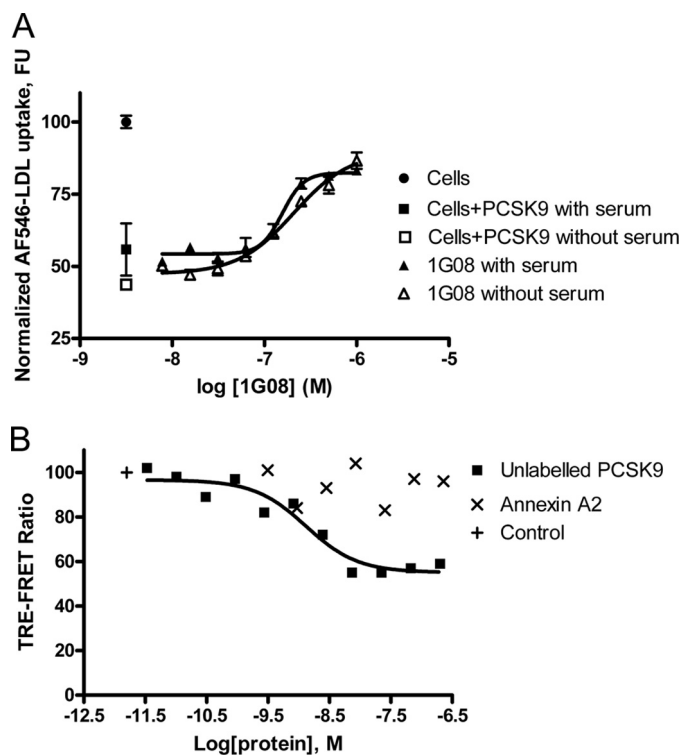 A
Normalized AF546-LDL uptake, FU
100
75
50
25
-9 -8 -7 -6 -5
log [1G08] (M)
Cells
Cells+PCSK9 with serum
Cells+PCSK9 without serum
1G08 with serum
1G08 without serum
B
TRE-FRET Ratio
100
80
60
40
20
0
-12.5 -11.5 -10.5 -9.5 -8.5 -7.5 -6.5
Log[protein], M
Unlabelled PCSK9
Annexin A2
Control